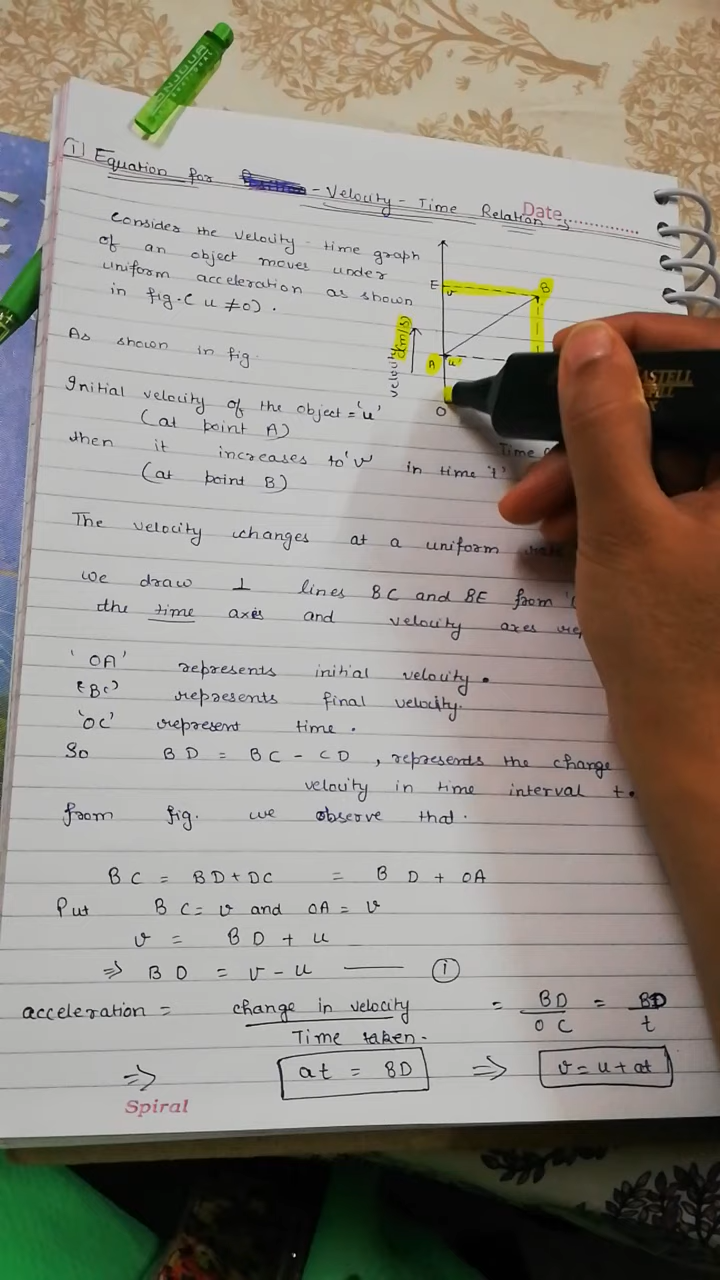 (i) Equation for - Velocity - Time Relation
Date
Consider the velocity - time graph
of an object moves under
uniform acceleration as shown
in fig. ( u ≠ 0 ) .
E
v
B
A
u
O
velocity (m/s)
Time
As shown in fig
Initial velocity of the object = 'u'
(at point A)
then it increases to 'v' in time 't'
(at point B)
The velocity changes at a uniform
we draw ⊥ lines BC and BE from
the time axis and velocity axes
'OA' represents initial velocity.
'BC' represents final velocity.
'OC' represent time.
So BD = BC - CD , represents the change
velocity in time interval t.
from fig. we observe that.
BC = BD + DC = BD + OA
Put BC = v and OA = v
v = BD + u
⇒ BD = v - u —— (1)
acceleration = change in velocity / Time taken. = BD / OC = BD / t
⇒ at = BD ⇒ v = u + at
Spiral